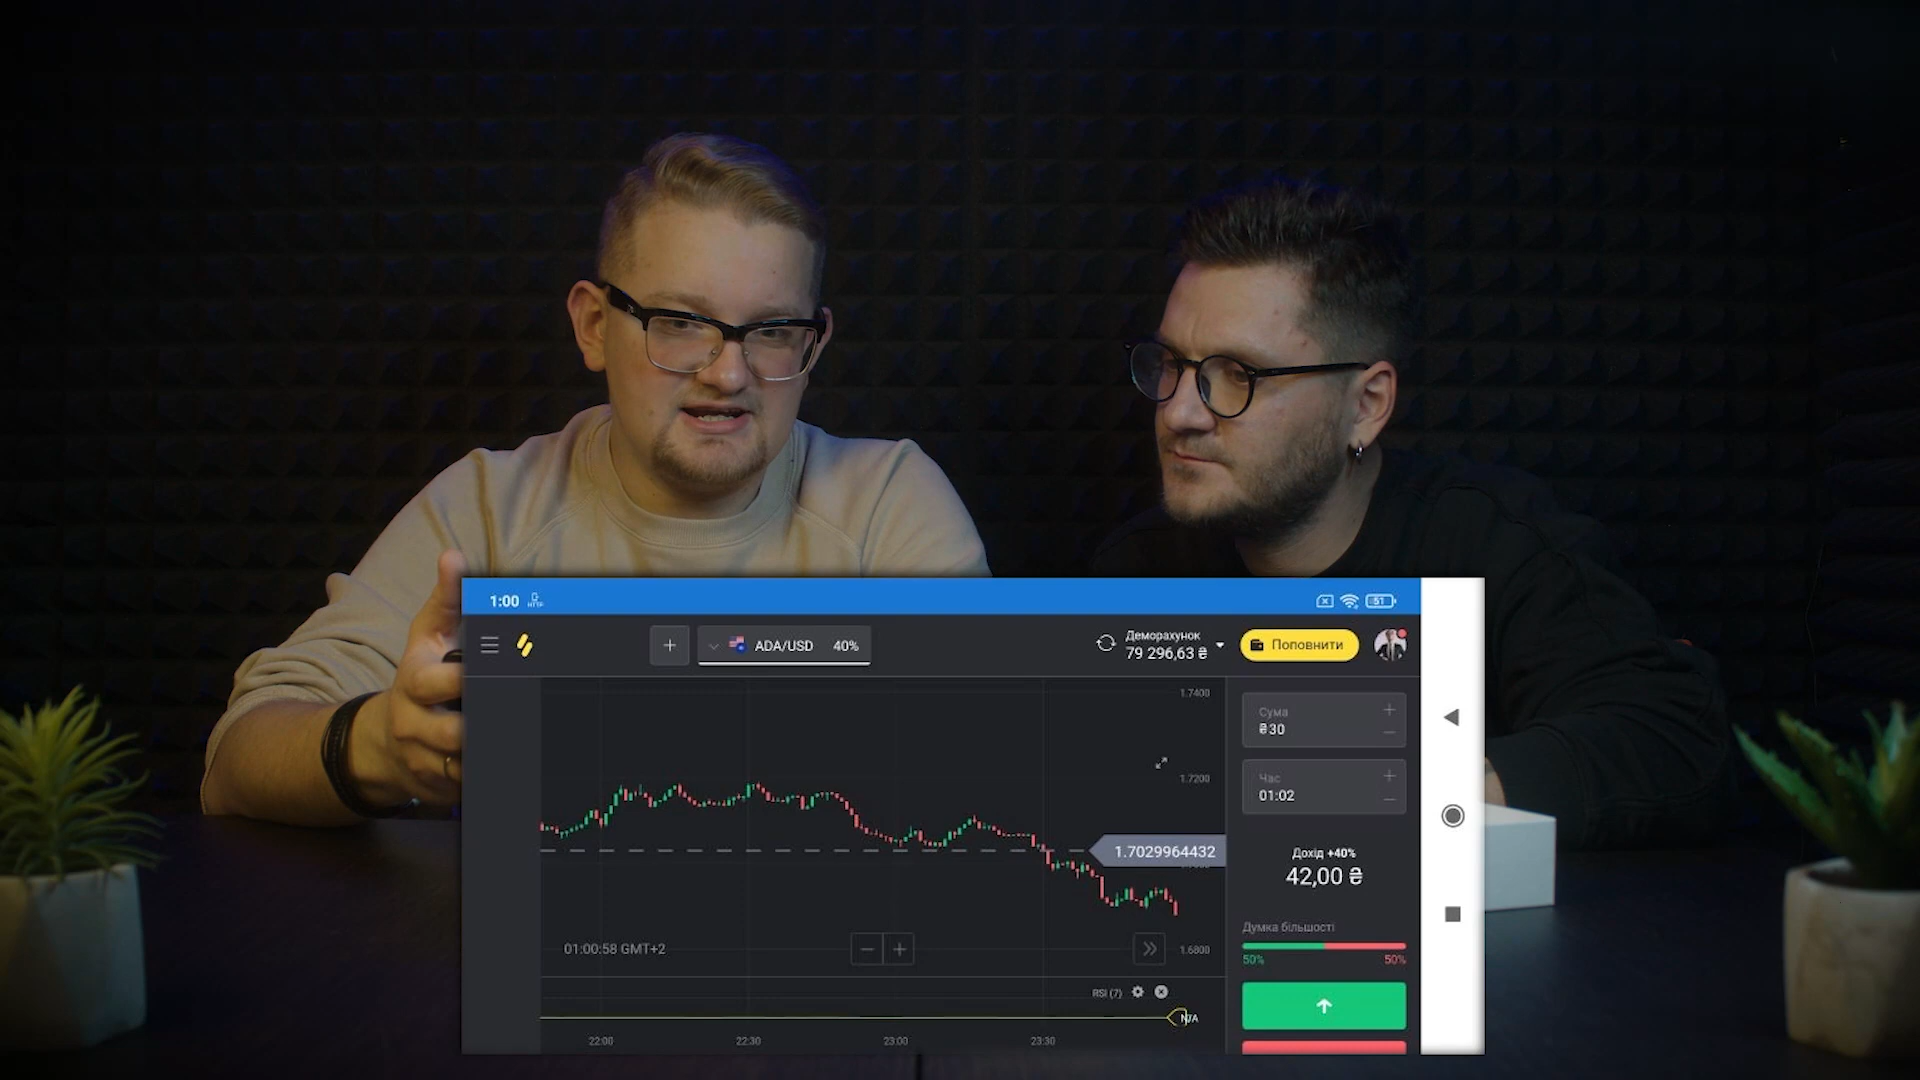 1:00
HTTP
51
ADA/USD 40%
Деморахунок
79 296,63 ₴
Поповнити
1.7400
1.7200
1.7029964432
1.6800
01:00:58 GMT+2
RSI (7)
N/A
22:00 22:30 23:00 23:30
Сума
₴30
Час
01:02
Дохід +40%
42,00 ₴
Думка більшості
50% 50%